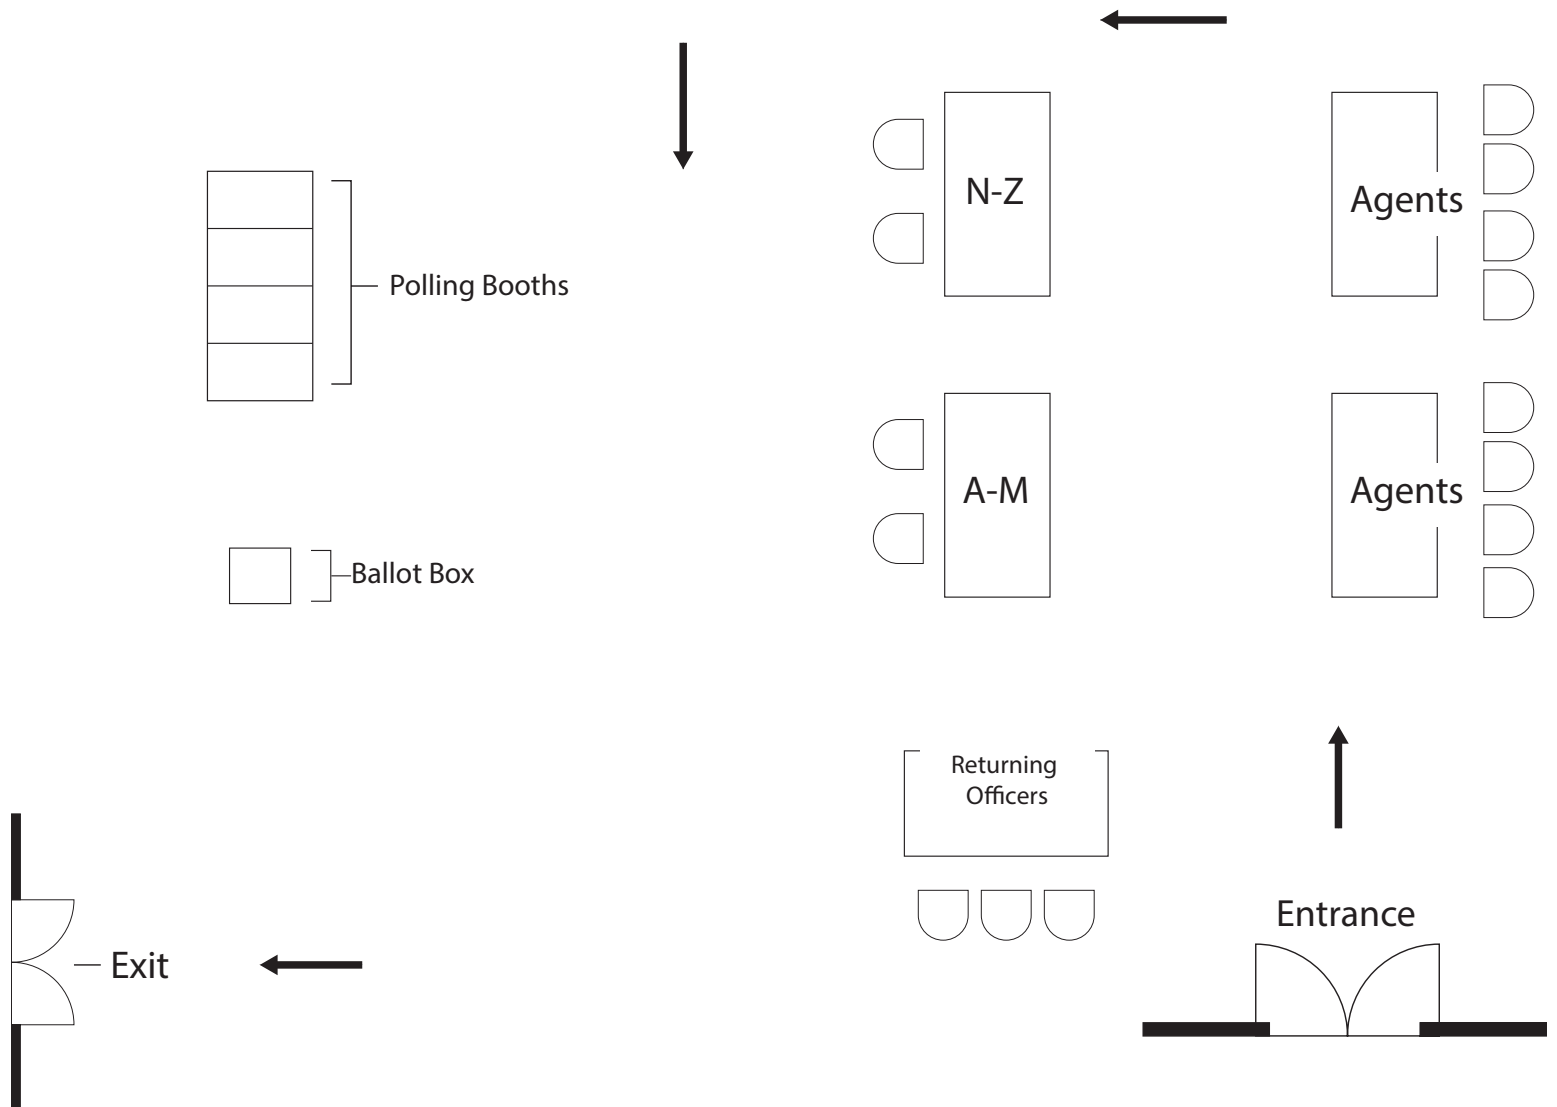 N-Z
Agents
Polling Booths
A-M
Agents
Ballot Box
Returning
Officers
Entrance
Exit